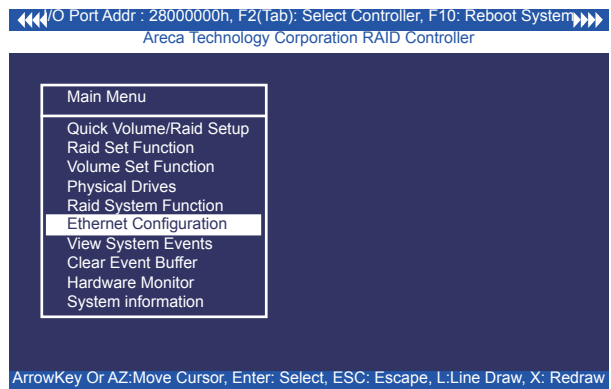 I/O Port Addr : 28000000h, F2(Tab): Select Controller, F10: Reboot System
Areca Technology Corporation RAID Controller
Main Menu
Quick Volume/Raid Setup
Raid Set Function
Volume Set Function
Physical Drives
Raid System Function
Ethernet Configuration
View System Events
Clear Event Buffer
Hardware Monitor
System information
ArrowKey Or AZ:Move Cursor, Enter: Select, ESC: Escape, L:Line Draw, X: Redraw